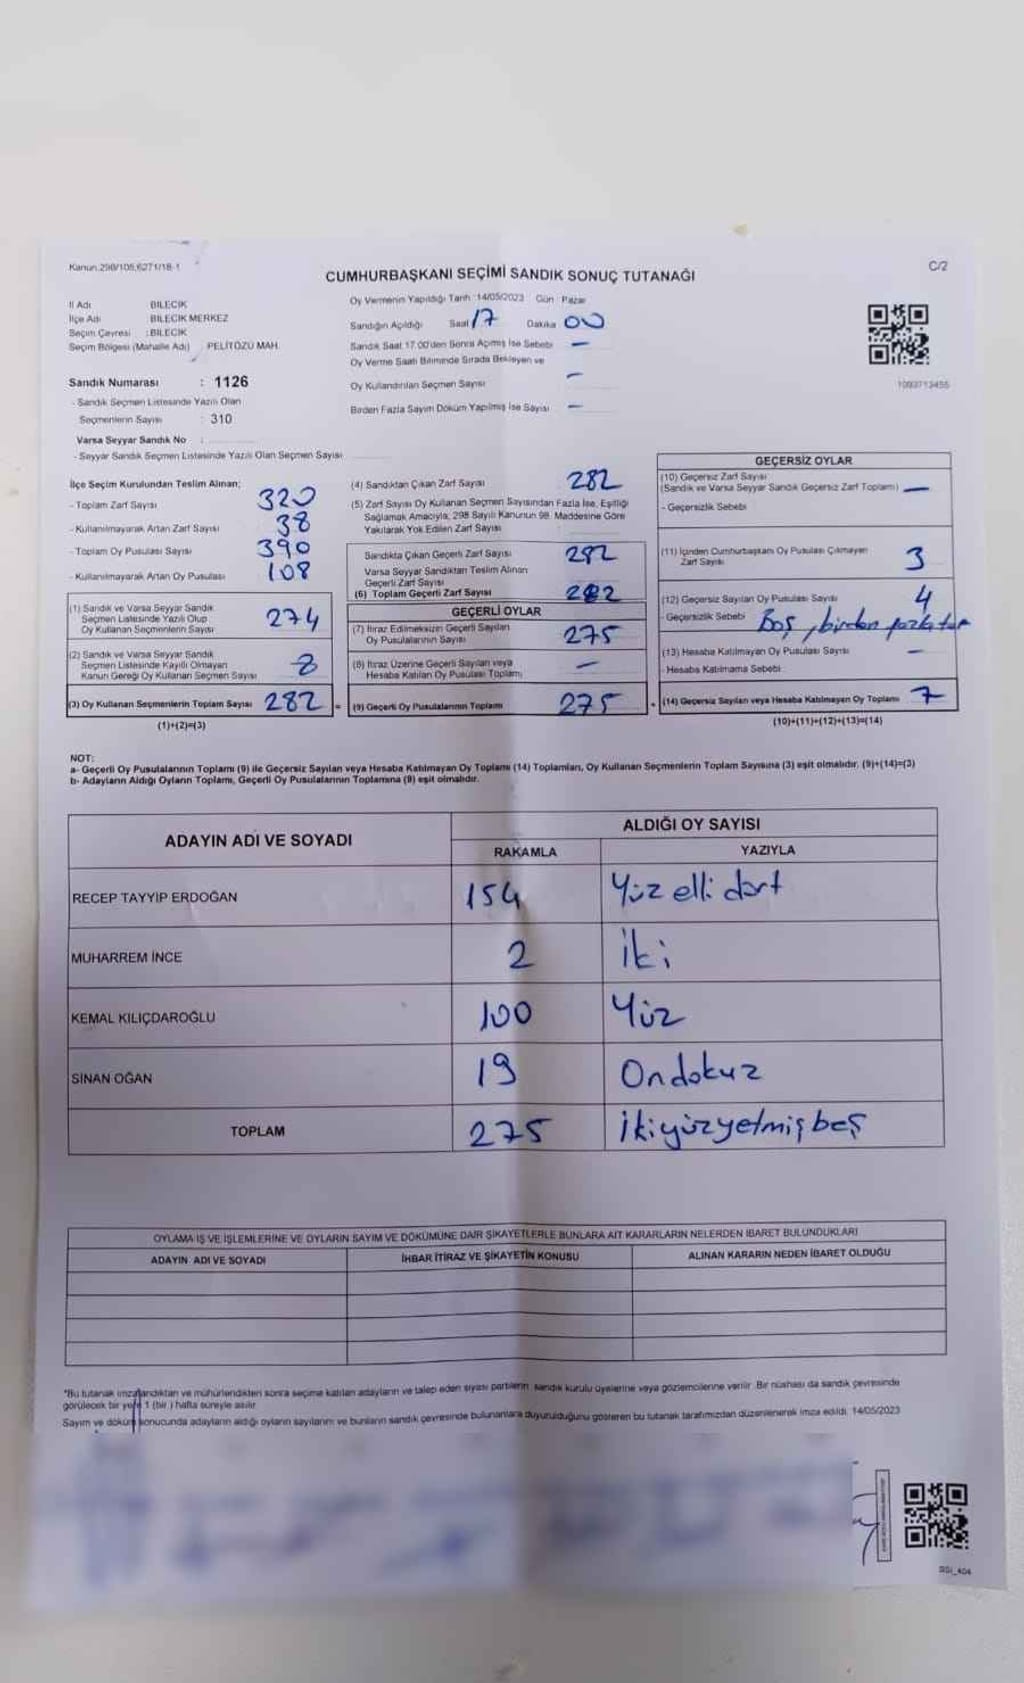 Kanun:298/105,6271/18-1
C/2
CUMHURBAŞKANI SEÇİMİ SANDIK SONUÇ TUTANAĞI
İl Adı BİLECİK
İlçe Adı BİLECİK MERKEZ
Seçim Çevresi : BİLECİK
Seçim Bölgesi (Mahalle Adı) PELİTÖZÜ MAH.
Sandık Numarası : 1126
- Sandık Seçmen Listesinde Yazılı Olan
Seçmenlerin Sayısı : 310
Varsa Seyyar Sandık No :
- Seyyar Sandık Seçmen Listesinde Yazılı Olan Seçmen Sayısı
Oy Vermenin Yapıldığı Tarih : 14/05/2023 Gün Pazar
Sandığın Açıldığı Saat 17 Dakika 00
Sandık Saat 17.00'den Sonra Açılmış İse Sebebi —
Oy Verme Saati Bitiminde Sırada Bekleyen ve
Oy Kullandırılan Seçmen Sayısı —
Birden Fazla Sayım Döküm Yapılmış İse Sayısı —
1093713455
İlçe Seçim Kurulundan Teslim Alınan;
- Toplam Zarf Sayısı 320
- Kullanılmayarak Artan Zarf Sayısı 38
- Toplam Oy Pusulası Sayısı 390
- Kullanılmayarak Artan Oy Pusulası 108
(1) Sandık ve Varsa Seyyar Sandık
Seçmen Listesinde Yazılı Olup
Oy Kullanan Seçmenlerin Sayısı 274
(2) Sandık ve Varsa Seyyar Sandık
Seçmen Listesinde Kayıtlı Olmayan
Kanun Gereği Oy Kullanan Seçmen Sayısı 8
(3) Oy Kullanan Seçmenlerin Toplam Sayısı 282 =
(1)+(2)=(3)
(4) Sandıktan Çıkan Zarf Sayısı 282
(5) Zarf Sayısı Oy Kullanan Seçmen Sayısından Fazla İse, Eşitliği
Sağlamak Amacıyla, 298 Sayılı Kanunun 98. Maddesine Göre
Yakılarak Yok Edilen Zarf Sayısı
Sandıkta Çıkan Geçerli Zarf Sayısı 282
Varsa Seyyar Sandıktan Teslim Alınan
Geçerli Zarf Sayısı
(6) Toplam Geçerli Zarf Sayısı 282
GEÇERLİ OYLAR
(7) İtiraz Edilmeksizin Geçerli Sayılan
Oy Pusulalarının Sayısı 275
(8) İtiraz Üzerine Geçerli Sayılan veya
Hesaba Katılan Oy Pusulası Toplamı —
(9) Geçerli Oy Pusulalarının Toplamı 275 +
GEÇERSİZ OYLAR
(10) Geçersiz Zarf Sayısı
(Sandık ve Varsa Seyyar Sandık Geçersiz Zarf Toplamı) —
- Geçersizlik Sebebi
(11) İçinden Cumhurbaşkanı Oy Pusulası Çıkmayan
Zarf Sayısı 3
(12) Geçersiz Sayılan Oy Pusulası Sayısı 4
- Geçersizlik Sebebi Boş, birden fazla
(13) Hesaba Katılmayan Oy Pusulası Sayısı —
- Hesaba Katılmama Sebebi
(14) Geçersiz Sayılan veya Hesaba Katılmayan Oy Toplamı 7
(10)+(11)+(12)+(13)=(14)
NOT:
a- Geçerli Oy Pusulalarının Toplamı (9) ile Geçersiz Sayılan veya Hesaba Katılmayan Oy Toplamı (14) Toplamları, Oy Kullanan Seçmenlerin Toplam Sayısına (3) eşit olmalıdır. (9)+(14)=(3)
b- Adayların Aldığı Oyların Toplamı, Geçerli Oy Pusulalarının Toplamına (9) eşit olmalıdır.
ADAYIN ADI VE SOYADI
ALDIĞI OY SAYISI
RAKAMLA YAZIYLA
RECEP TAYYİP ERDOĞAN 154 Yüz elli dört
MUHARREM İNCE 2 İki
KEMAL KILIÇDAROĞLU 100 Yüz
SİNAN OĞAN 19 Ondokuz
TOPLAM 275 İkiyüzyetmişbeş
OYLAMA İŞ VE İŞLEMLERİNE VE OYLARIN SAYIM VE DÖKÜMÜNE DAİR ŞİKAYETLERLE BUNLARA AİT KARARLARIN NELERDEN İBARET BULUNDUKLARI
ADAYIN ADI VE SOYADI İHBAR İTİRAZ VE ŞİKAYETİN KONUSU ALINAN KARARIN NEDEN İBARET OLDUĞU
"Bu tutanak imzalandıktan ve mühürlendikten sonra seçime katılan adayların ve talep eden siyasi partilerin sandık kurulu üyelerine veya gözlemcilerine verilir. Bir nüshası da sandık çevresinde
görülecek bir yere 1 (bir) hafta süreyle asılır.
Sayım ve döküm sonucunda adayların aldığı oyların sayılarını ve bunların sandık çevresinde bulunanlara duyurulduğunu gösteren bu tutanak tarafımızdan düzenlenerek imza edildi. 14/05/2023